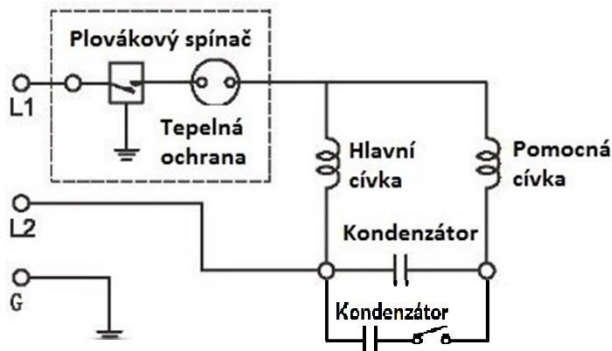 Plovákový spínač
L1
Tepelná
ochrana
Hlavní
cívka
Pomocná
cívka
L2
Kondenzátor
G
Kondenzátor